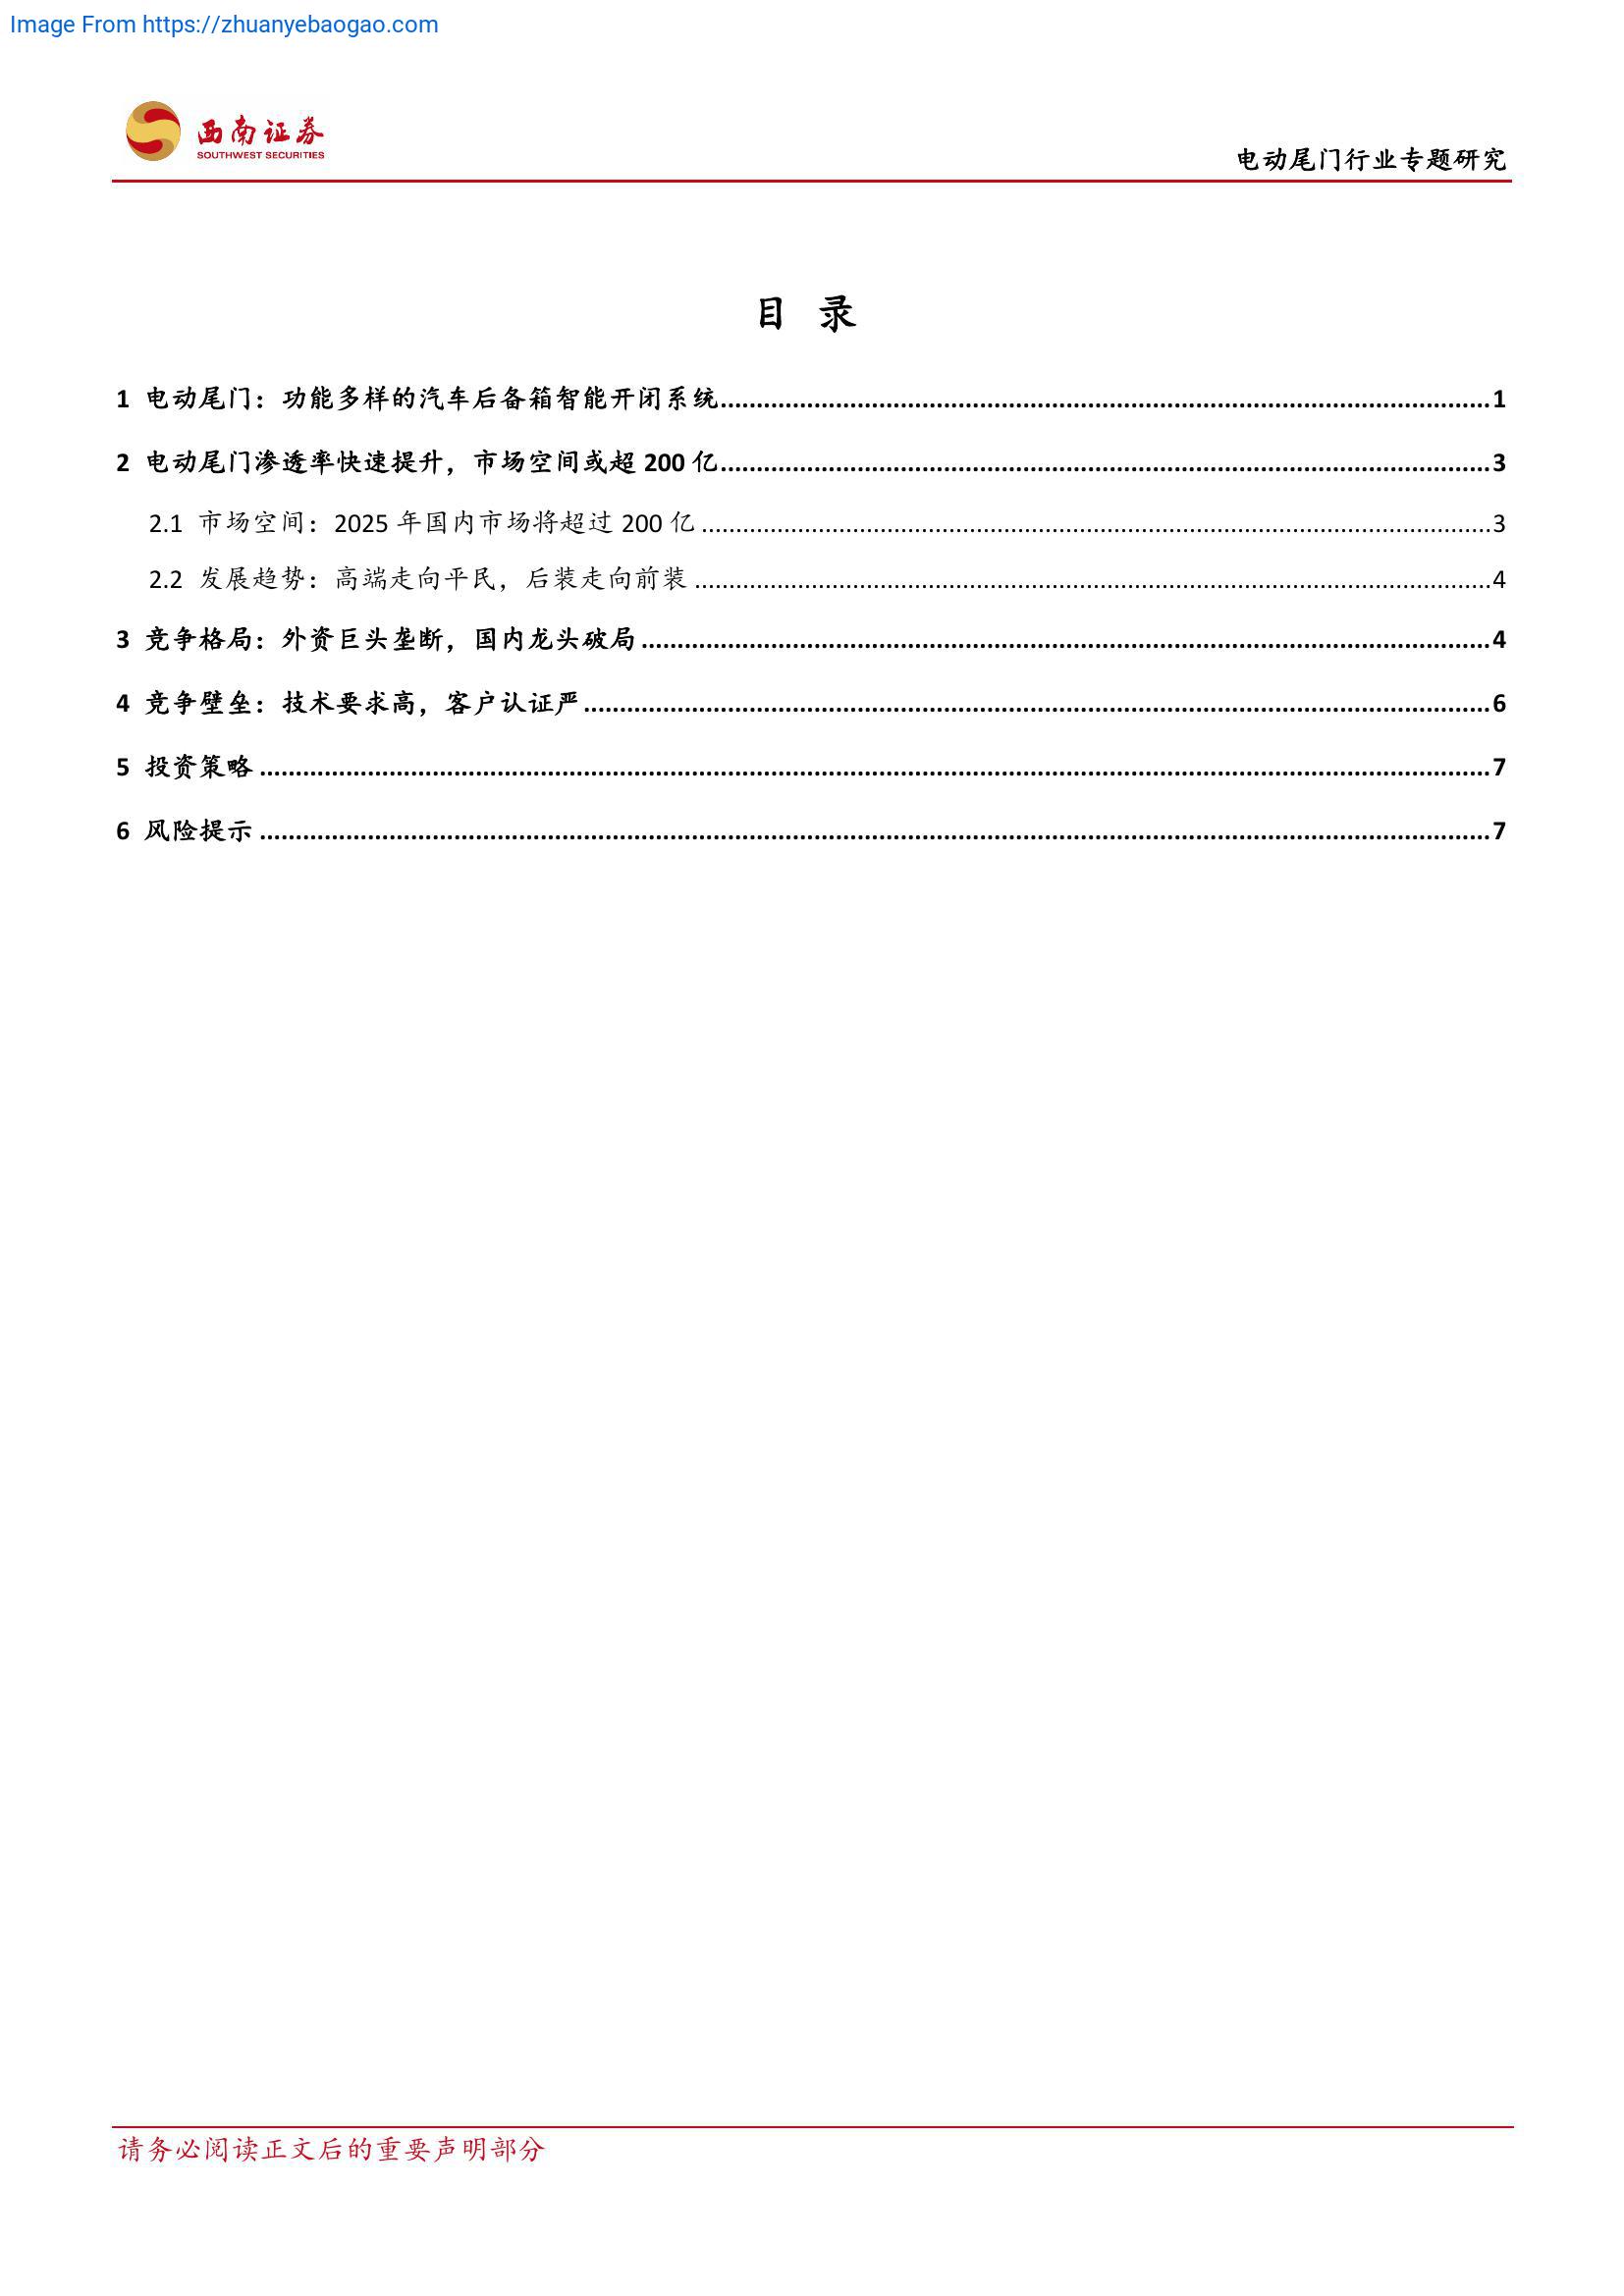 Image From https://zhuanyebaogao.com
西南证券
SOUTHWEST SECURITIES
电动尾门行业专题研究
目 录
1 电动尾门：功能多样的汽车后备箱智能开闭系统..........1
2 电动尾门渗透率快速提升，市场空间或超 200 亿..........3
2.1 市场空间：2025 年国内市场将超过 200 亿..........3
2.2 发展趋势：高端走向平民，后装走向前装..........4
3 竞争格局：外资巨头垄断，国内龙头破局..........4
4 竞争壁垒：技术要求高，客户认证严..........6
5 投资策略..........7
6 风险提示..........7
请务必阅读正文后的重要声明部分